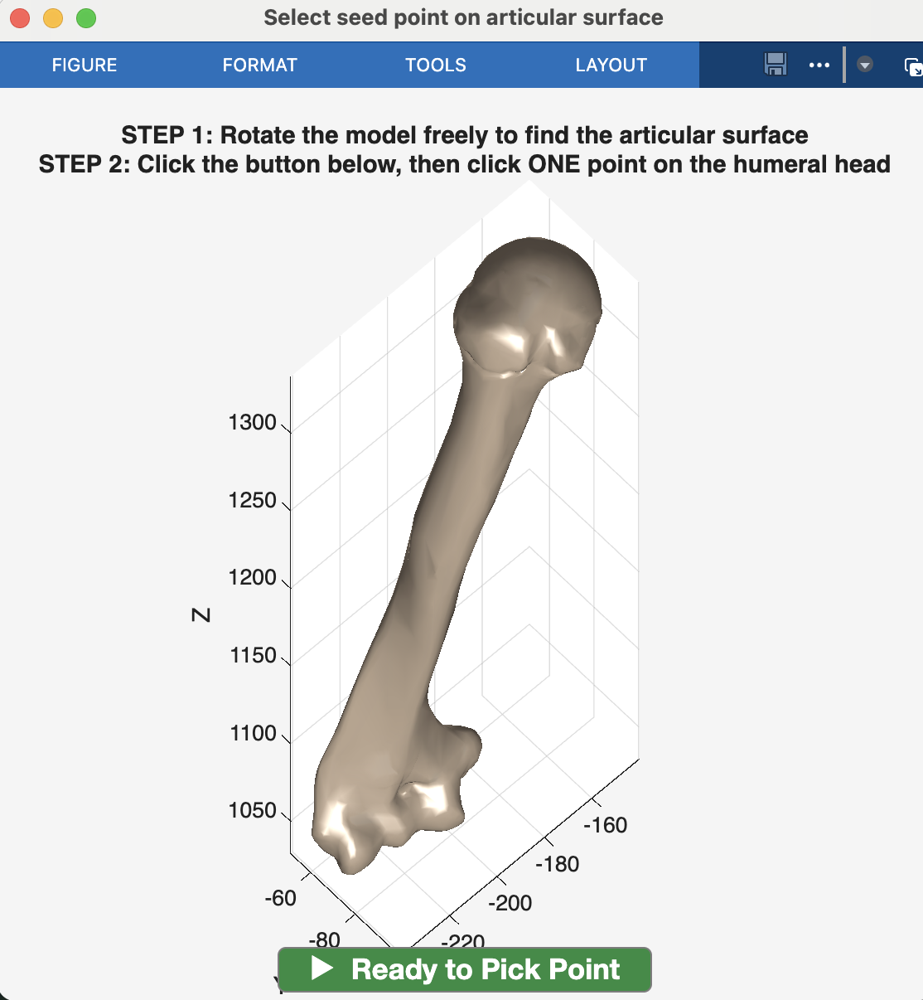 Select seed point on articular surface
FIGURE FORMAT TOOLS LAYOUT
STEP 1: Rotate the model freely to find the articular surface
STEP 2: Click the button below, then click ONE point on the humeral head
1300
1250
1200
Z
1150
1100
1050
-160
-180
-60
-200
-80
-220
▶ Ready to Pick Point